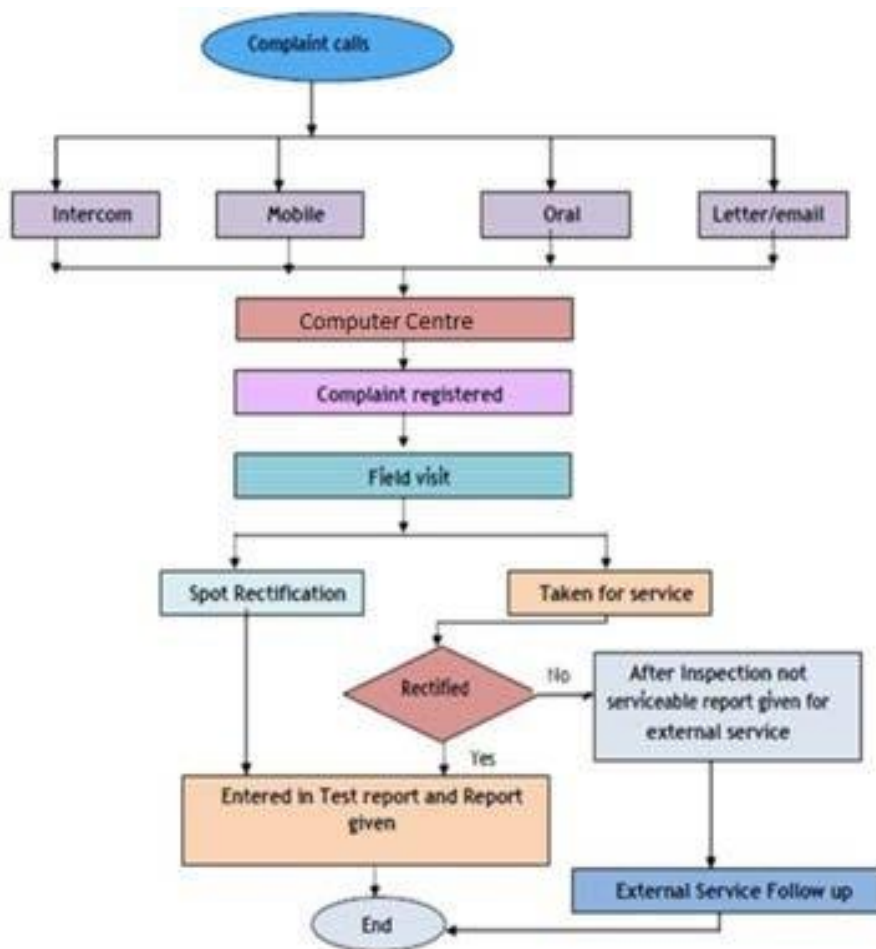 Complaint calls
Intercom
Mobile
Oral
Letter/email
Computer Centre
Complaint registered
Field visit
Spot Rectification
Taken for service
Rectified
No
After Inspection not
serviceable report given for
external service
Yes
Entered in Test report and Report
given
External Service Follow up
End